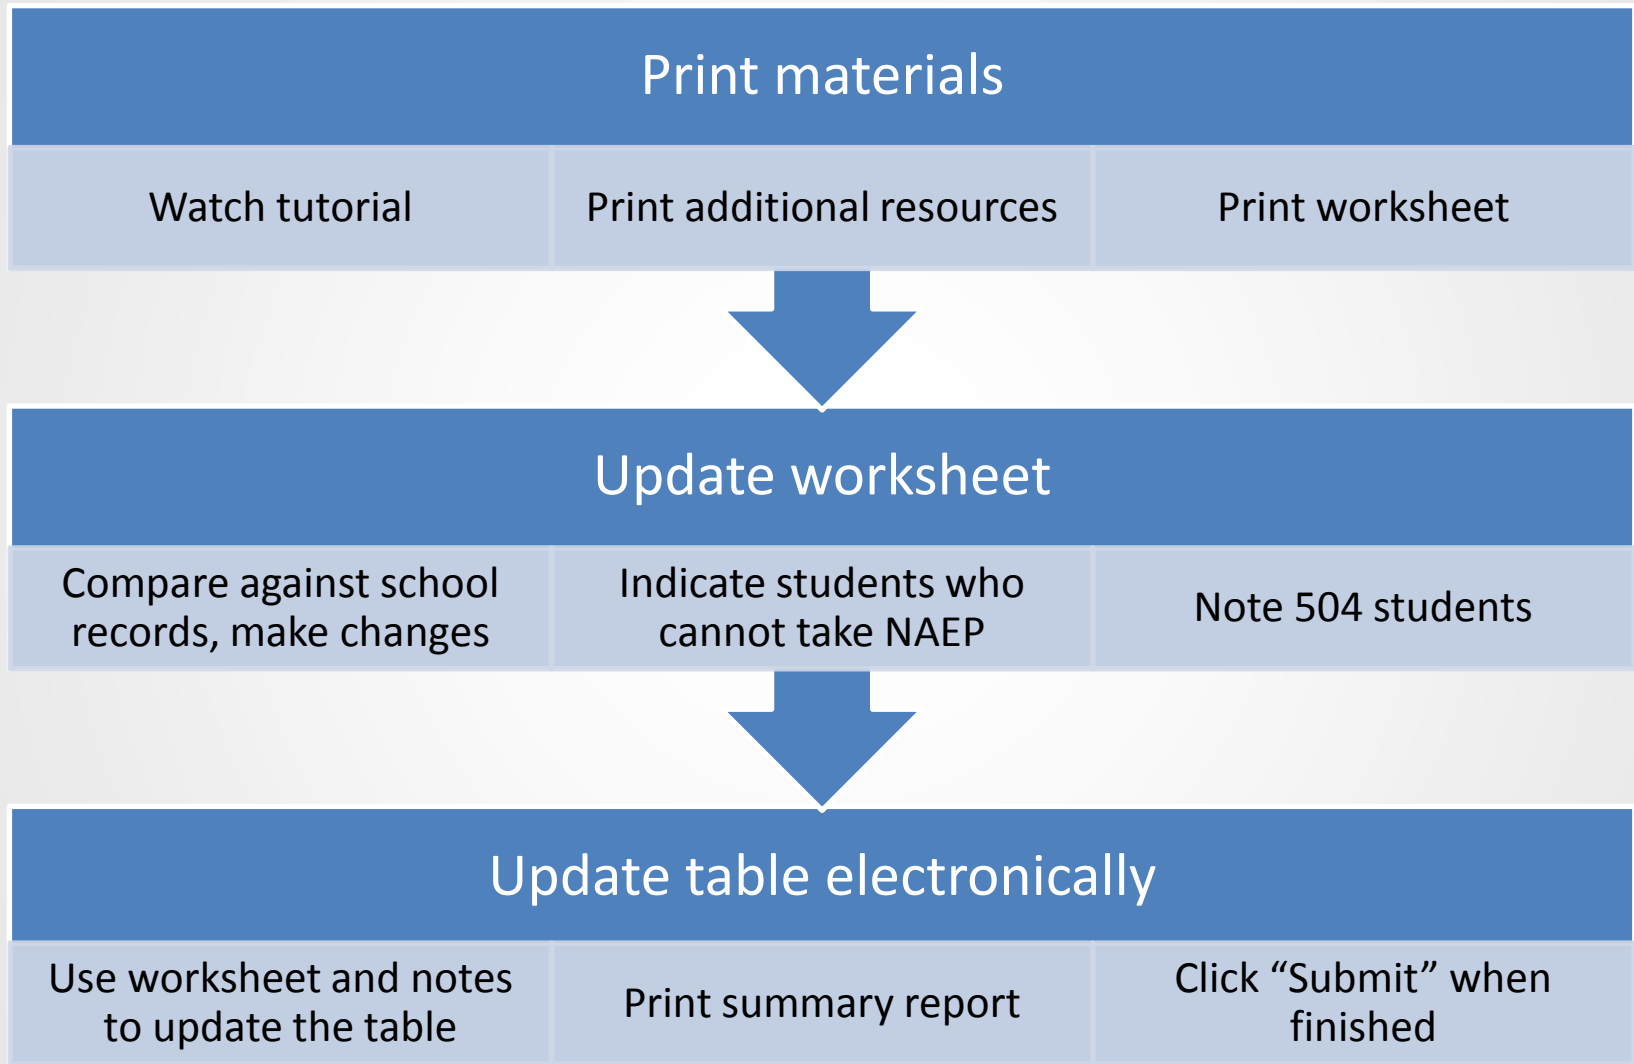 Print materials
Watch tutorial
Print additional resources
Print worksheet
Update worksheet
Compare against school
records, make changes
Indicate students who
cannot take NAEP
Note 504 students
Update table electronically
Use worksheet and notes
to update the table
Print summary report
Click “Submit” when
finished